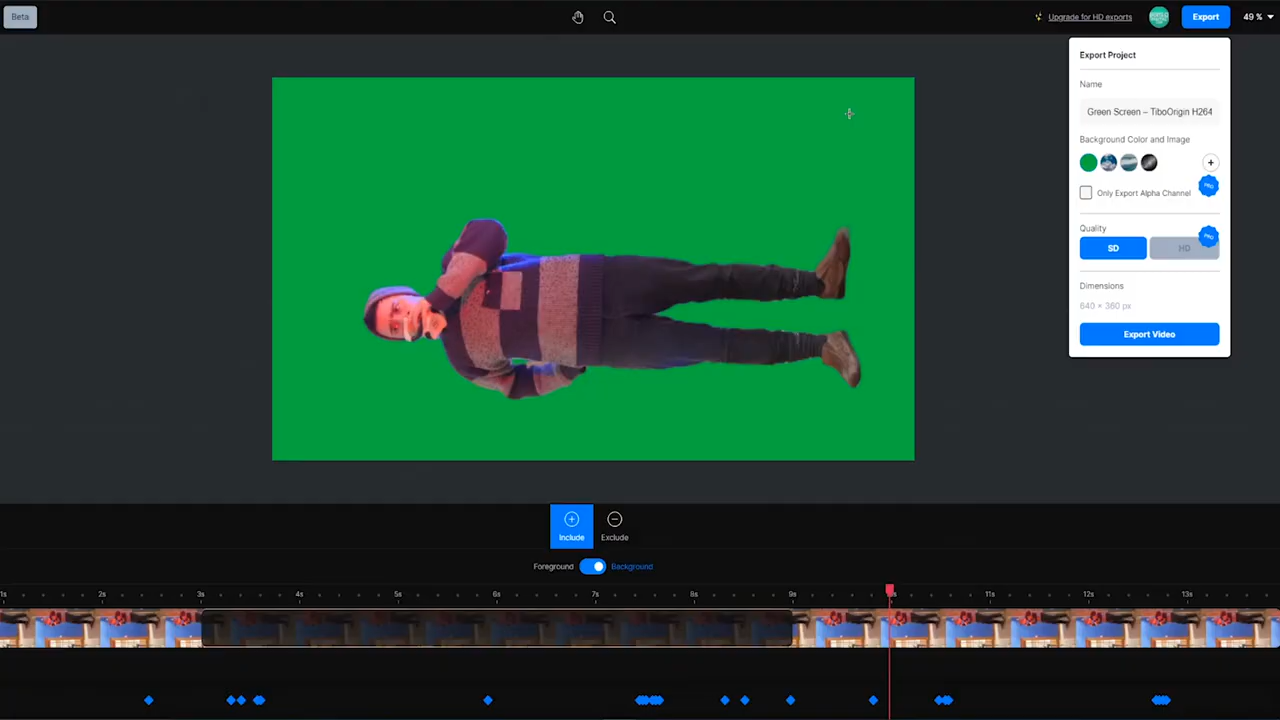 Beta
Upgrade for HD exports
Export
49 %
Export Project
Name
Green Screen – TiboOrigin H264
Background Color and Image
Only Export Alpha Channel
PRO
Quality
PRO
SD
HD
Dimensions
640 × 360 px
Export Video
Include
Exclude
Foreground
Background
1s
2s
3s
4s
5s
6s
7s
8s
9s
11s
12s
13s